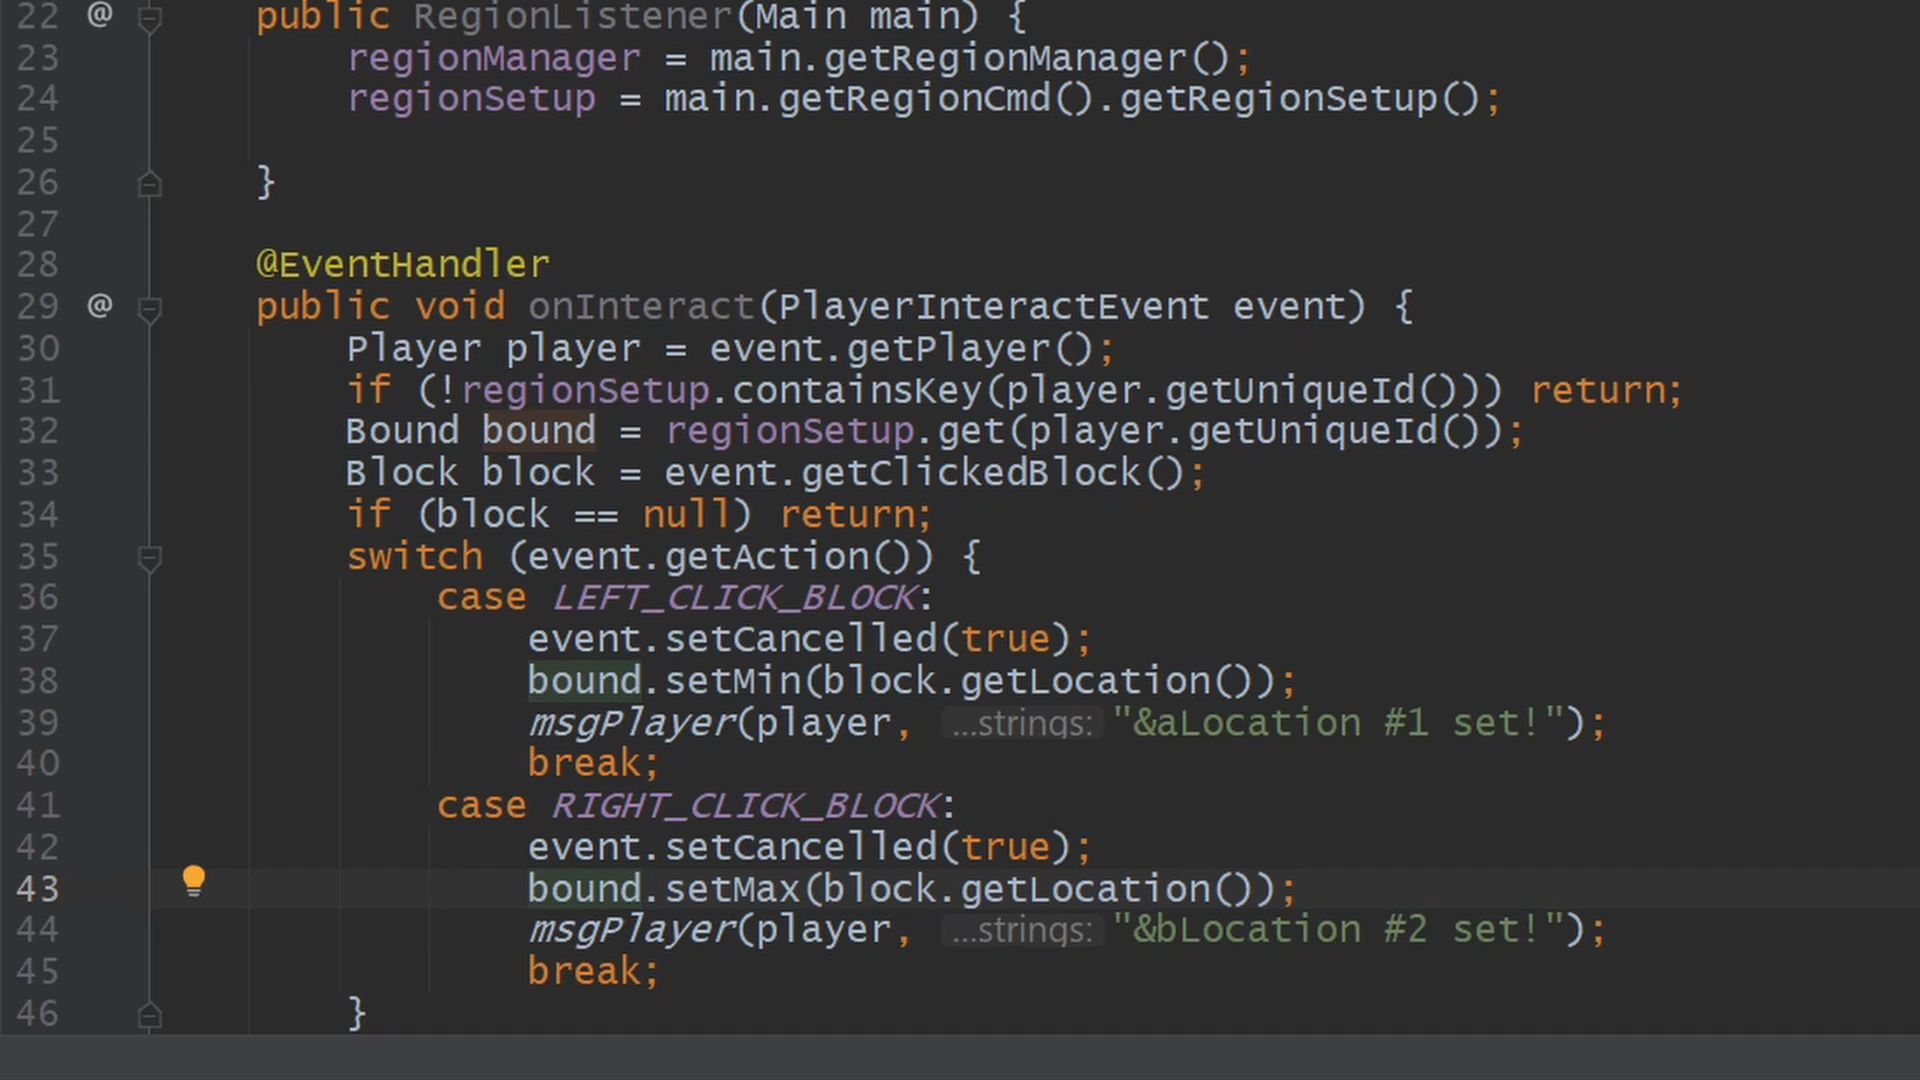 22 @ public RegionListener(Main main) {
23 regionManager = main.getRegionManager();
24 regionSetup = main.getRegionCmd().getRegionSetup();
25
26 }
27
28 @EventHandler
29 @ public void onInteract(PlayerInteractEvent event) {
30 Player player = event.getPlayer();
31 if (!regionSetup.containsKey(player.getUniqueId())) return;
32 Bound bound = regionSetup.get(player.getUniqueId());
33 Block block = event.getClickedBlock();
34 if (block == null) return;
35 switch (event.getAction()) {
36 case LEFT_CLICK_BLOCK:
37 event.setCancelled(true);
38 bound.setMin(block.getLocation());
39 msgPlayer(player, ...strings: "&aLocation #1 set!");
40 break;
41 case RIGHT_CLICK_BLOCK:
42 event.setCancelled(true);
43 bound.setMax(block.getLocation());
44 msgPlayer(player, ...strings: "&bLocation #2 set!");
45 break;
46 }